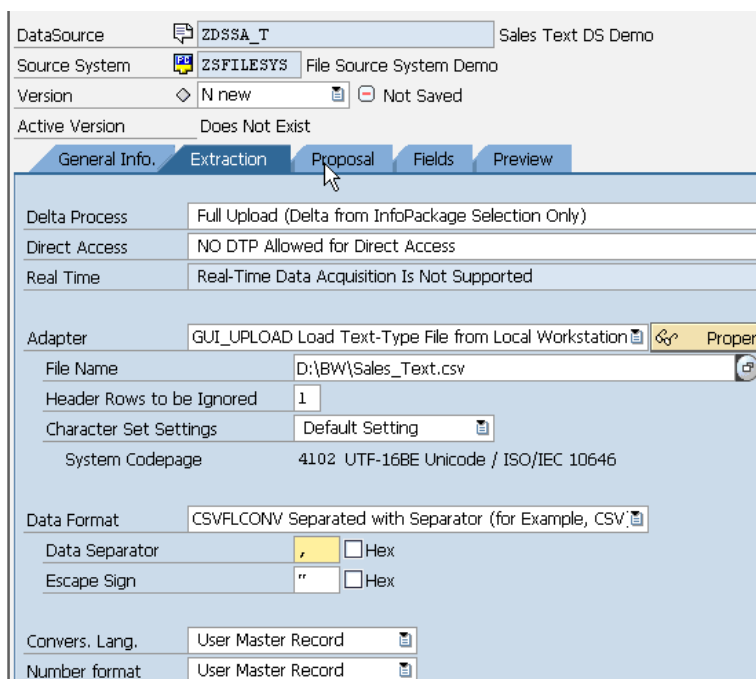 DataSource ZDSSA_T Sales Text DS Demo
Source System ZSFILESYS File Source System Demo
Version N new Not Saved
Active Version Does Not Exist
General Info. Extraction Proposal Fields Preview
Delta Process Full Upload (Delta from InfoPackage Selection Only)
Direct Access NO DTP Allowed for Direct Access
Real Time Real-Time Data Acquisition Is Not Supported
Adapter GUI_UPLOAD Load Text-Type File from Local Workstation Proper
File Name D:\BW\Sales_Text.csv
Header Rows to be Ignored 1
Character Set Settings Default Setting
System Codepage 4102 UTF-16BE Unicode / ISO/IEC 10646
Data Format CSVFLCONV Separated with Separator (for Example, CSV)
Data Separator , Hex
Escape Sign " Hex
Convers. Lang. User Master Record
Number format User Master Record